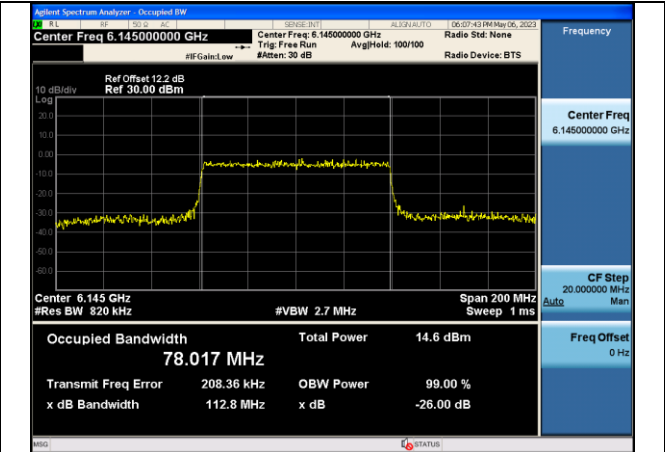 Agilent Spectrum Analyzer - Occupied BW
RL RF 50 Ω AC SENSE:INT ALIGN AUTO 06:07:43 PM May 06, 2023
Center Freq 6.145000000 GHz
Center Freq: 6.145000000 GHz Radio Std: None
Trig: Free Run Avg|Hold: 100/100
#IFGain:Low #Atten: 30 dB Radio Device: BTS
Frequency
Ref Offset 12.2 dB
10 dB/div Ref 30.00 dBm
Log
20.0
10.0
0.00
-10.0
-20.0
-30.0
-40.0
-50.0
-60.0
Center Freq
6.145000000 GHz
Center 6.145 GHz Span 200 MHz
#Res BW 820 kHz #VBW 2.7 MHz Sweep 1 ms
CF Step
20.000000 MHz
Auto Man
Occupied Bandwidth Total Power 14.6 dBm
78.017 MHz
Transmit Freq Error 208.36 kHz OBW Power 99.00 %
x dB Bandwidth 112.8 MHz x dB -26.00 dB
Freq Offset
0 Hz
MSG STATUS